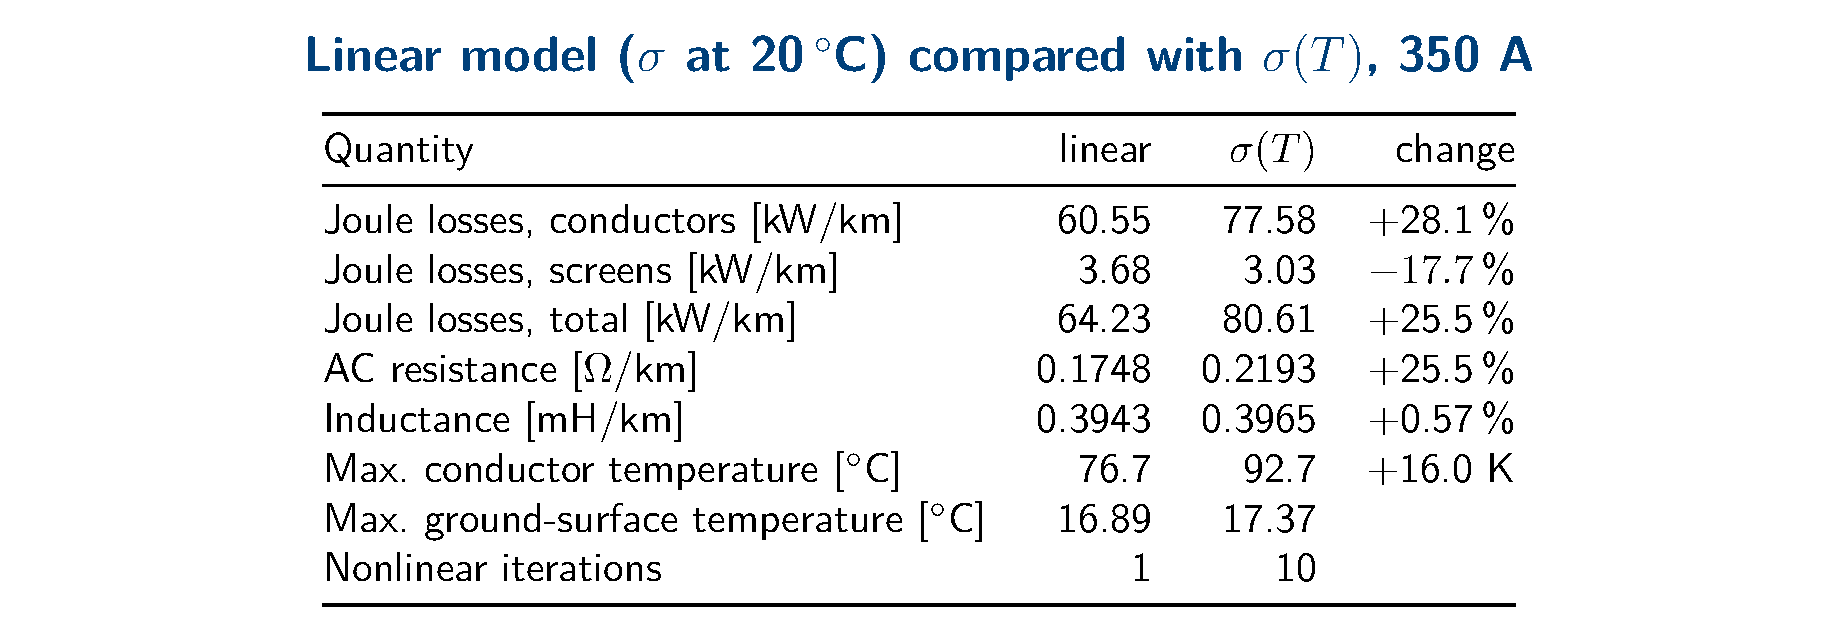 Linear model (σ at 20 °C) compared with σ(T), 350 A
Quantity linear σ(T) change
Joule losses, conductors [kW/km] 60.55 77.58 +28.1 %
Joule losses, screens [kW/km] 3.68 3.03 −17.7 %
Joule losses, total [kW/km] 64.23 80.61 +25.5 %
AC resistance [Ω/km] 0.1748 0.2193 +25.5 %
Inductance [mH/km] 0.3943 0.3965 +0.57 %
Max. conductor temperature [°C] 76.7 92.7 +16.0 K
Max. ground-surface temperature [°C] 16.89 17.37
Nonlinear iterations 1 10